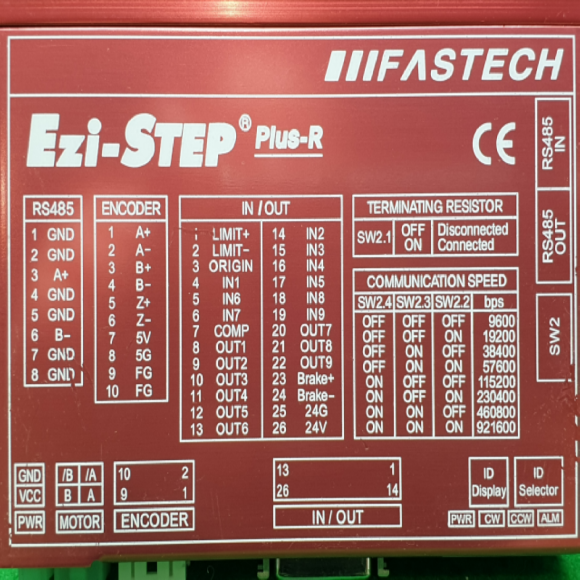 FASTECH
Ezi-STEP® Plus-R
CE
RS485 IN
RS485 OUT
SW2
RS485
1 GND
2 GND
3 A+
4 GND
5 GND
6 B-
7 GND
8 GND
ENCODER
1 A+
2 A-
3 B+
4 B-
5 Z+
6 Z-
7 5V
8 5G
9 FG
10 FG
IN / OUT
1 LIMIT+ 14 IN2
2 LIMIT- 15 IN3
3 ORIGIN 16 IN4
4 IN1 17 IN5
5 IN6 18 IN8
6 IN7 19 IN9
7 COMP 20 OUT7
8 OUT1 21 OUT8
9 OUT2 22 OUT9
10 OUT3 23 Brake+
11 OUT4 24 Brake-
12 OUT5 25 24G
13 OUT6 26 24V
TERMINATING RESISTOR
SW2.1 OFF Disconnected
ON Connected
COMMUNICATION SPEED
SW2.4 SW2.3 SW2.2 bps
OFF OFF OFF 9600
OFF OFF ON 19200
OFF ON OFF 38400
OFF ON ON 57600
ON OFF OFF 115200
ON OFF ON 230400
ON ON OFF 460800
ON ON ON 921600
GND /B /A 10 2 13 1
VCC B A 9 1 26 14
PWR MOTOR ENCODER IN / OUT
ID Display
ID Selector
PWR CW CCW ALM